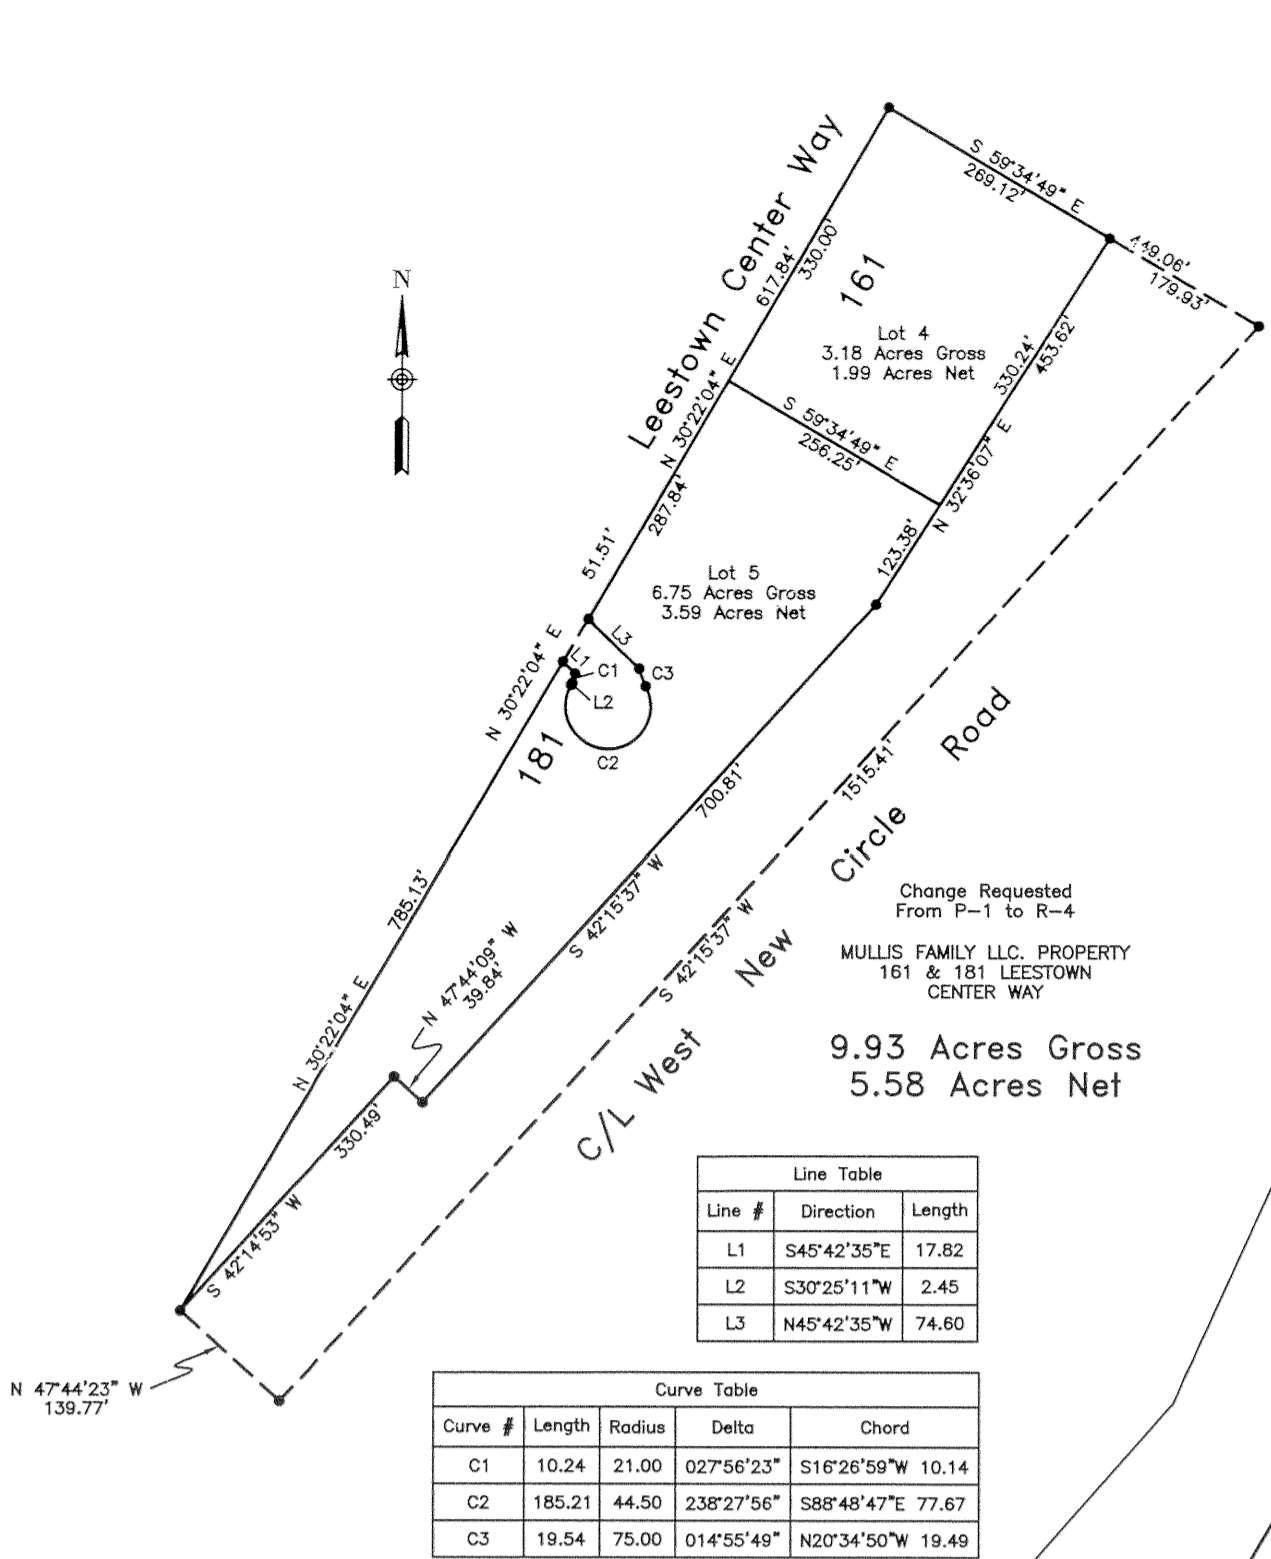 N
Leestown Center Way
S 59°34'49" E
269.12'
449.06'
179.93'
617.84'
330.00'
161
Lot 4
3.18 Acres Gross
1.99 Acres Net
330.24'
453.62'
N 30°22'04" E
S 59°34'49" E
256.25'
N 32°36'07" E
287.84'
51.51'
123.38'
Lot 5
6.75 Acres Gross
3.59 Acres Net
L3
N 30°22'04" E
L1
C1
C3
L2
181
C2
1515.41'
700.81'
S 42°15'37" W
S 42°15'37" W
C/L West New Circle Road
785.13'
N 47°44'09" W
39.84'
N 30°22'04" E
330.49'
S 42°14'53" W
N 47°44'23" W
139.77'
Change Requested
From P-1 to R-4
MULLIS FAMILY LLC. PROPERTY
161 & 181 LEESTOWN
CENTER WAY
9.93 Acres Gross
5.58 Acres Net
Line Table
Line # Direction Length
L1 S45°42'35"E 17.82
L2 S30°25'11"W 2.45
L3 N45°42'35"W 74.60
Curve Table
Curve # Length Radius Delta Chord
C1 10.24 21.00 027°56'23" S16°26'59"W 10.14
C2 185.21 44.50 238°27'56" S88°48'47"E 77.67
C3 19.54 75.00 014°55'49" N20°34'50"W 19.49